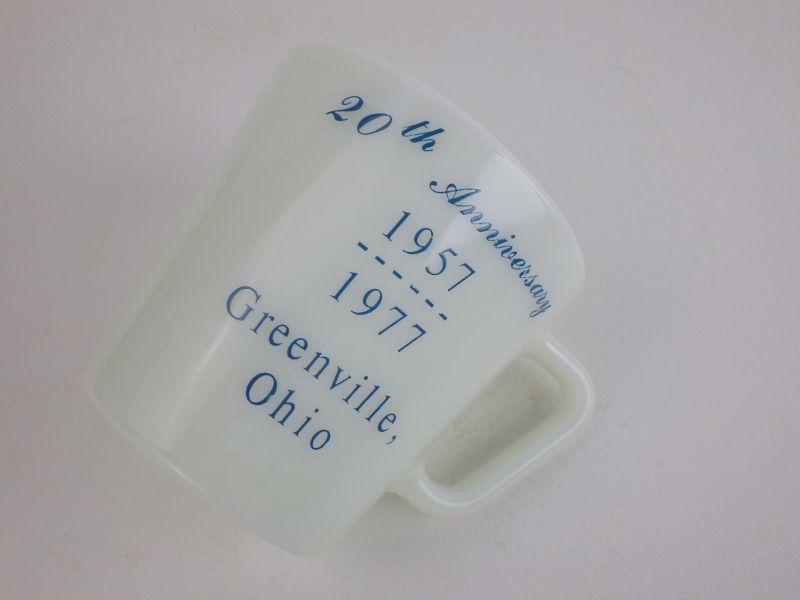 20th Anniversary
1957
------
1977
Greenville,
Ohio